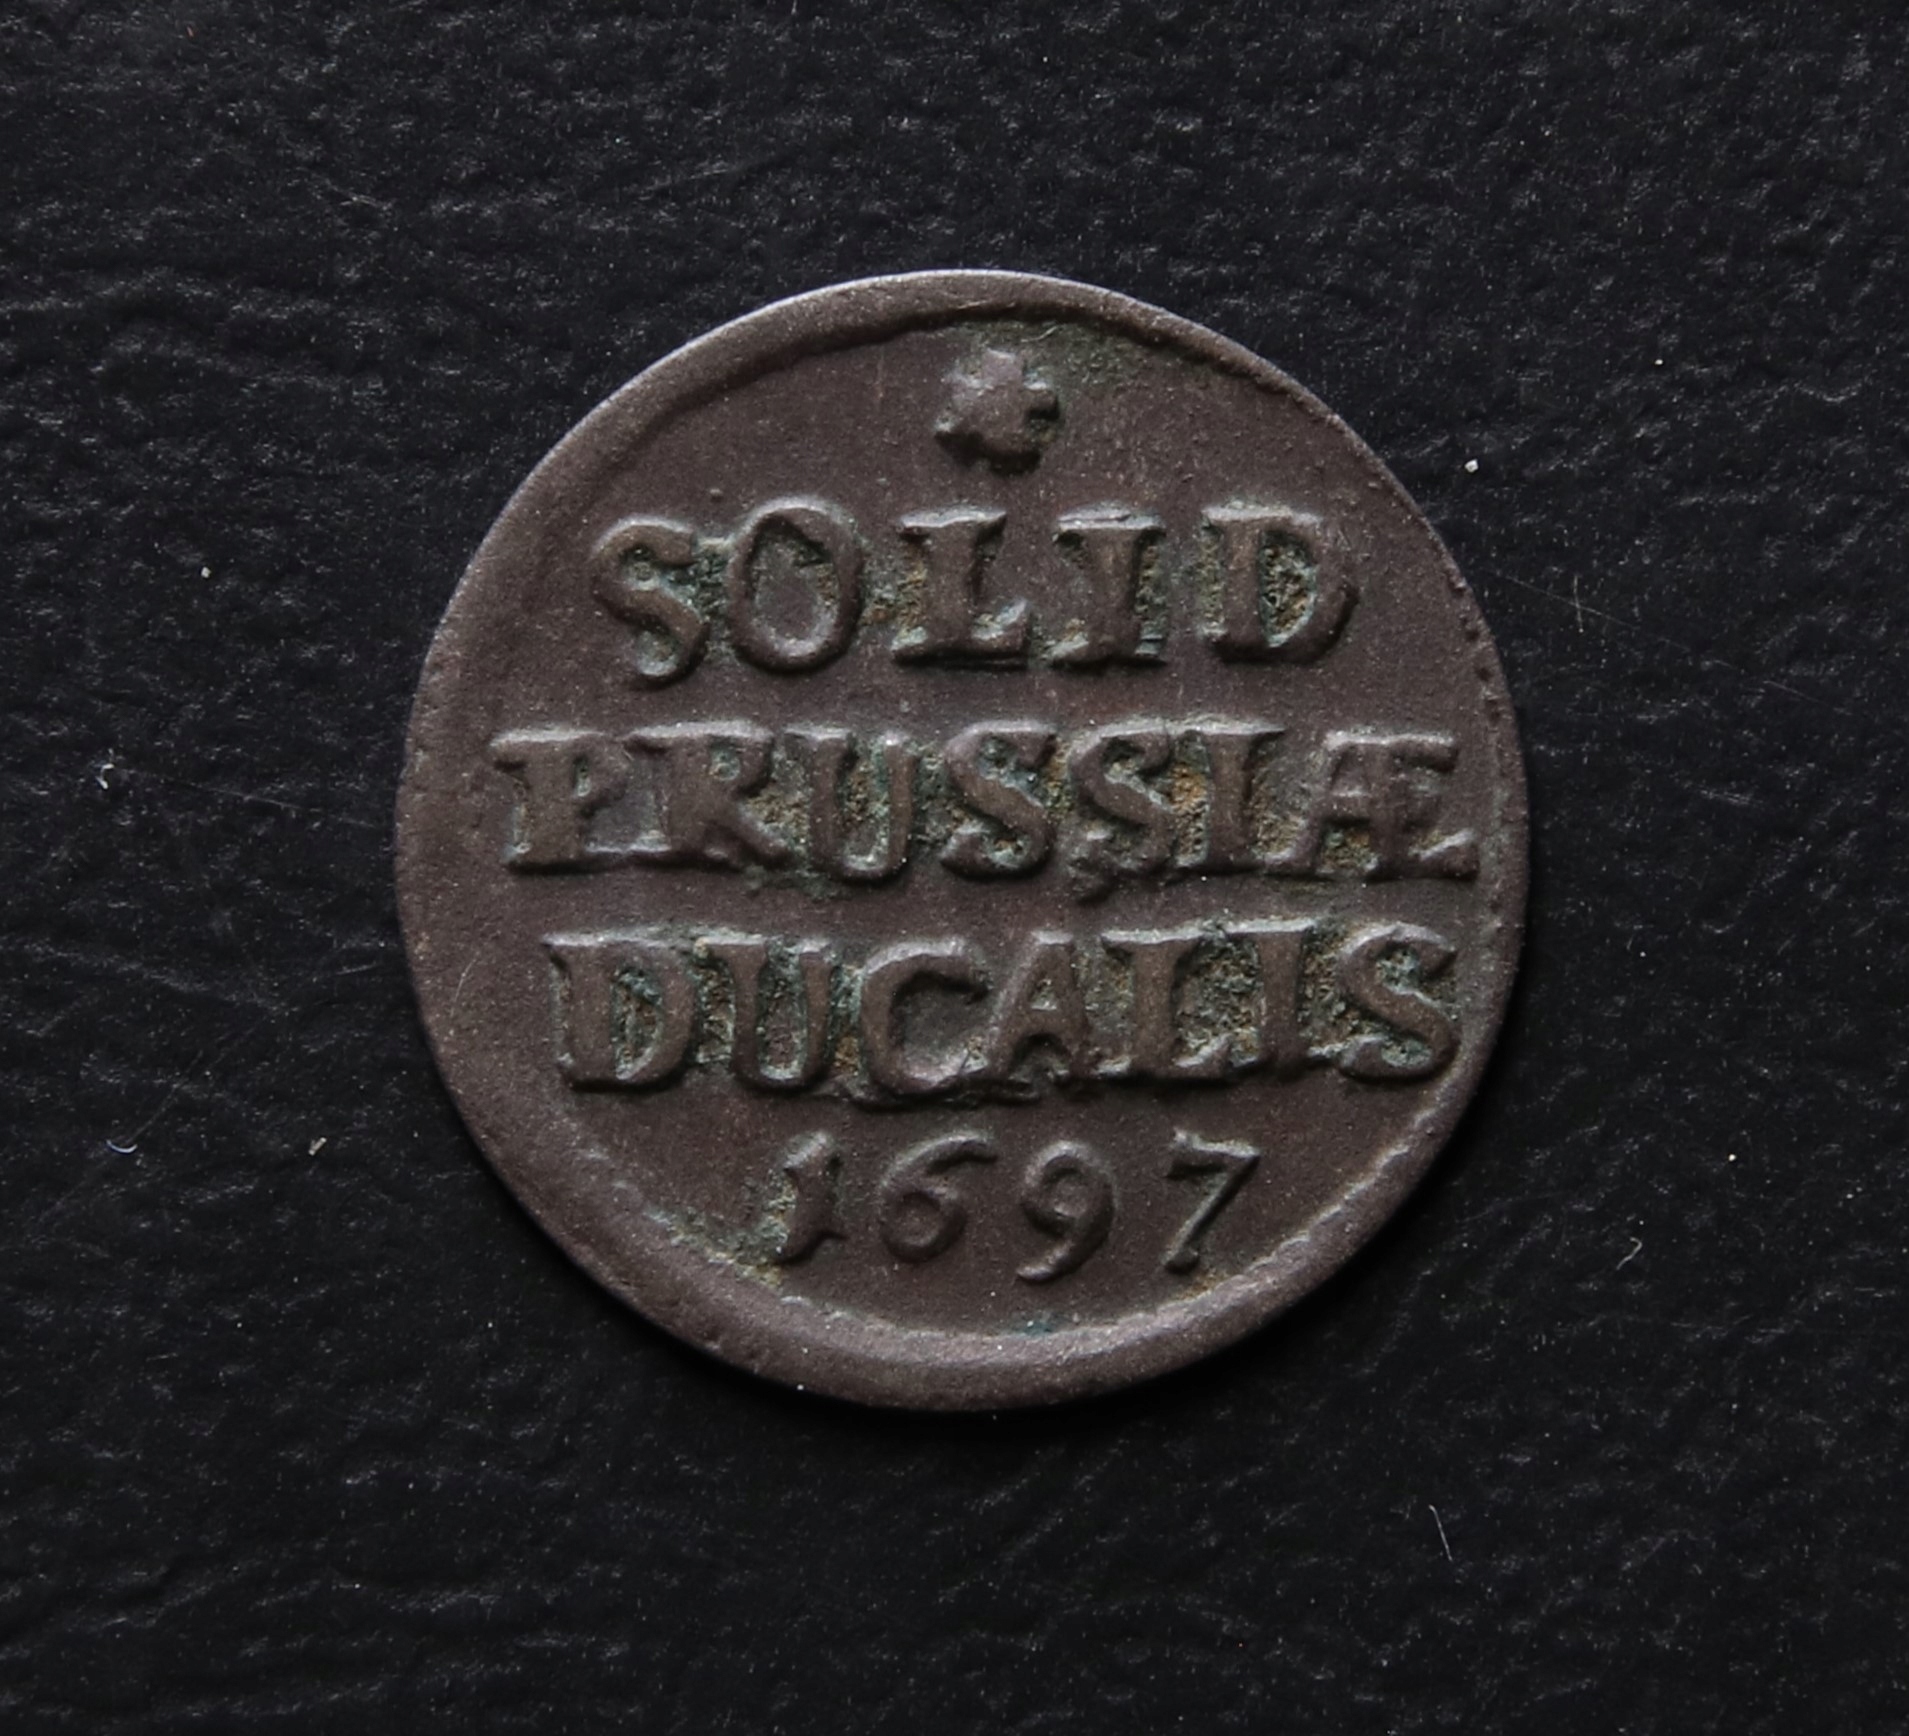 SOLID
PRUSSIÆ
DUCALIS
1697